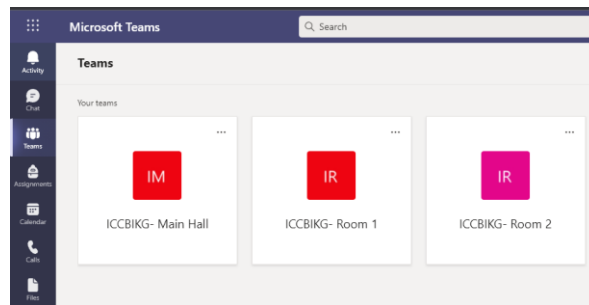 Microsoft Teams
Search
Activity
Chat
Teams
Assignments
Calendar
Calls
Files
Teams
Your teams
...
...
...
IM
IR
IR
ICCBIKG- Main Hall
ICCBIKG- Room 1
ICCBIKG- Room 2